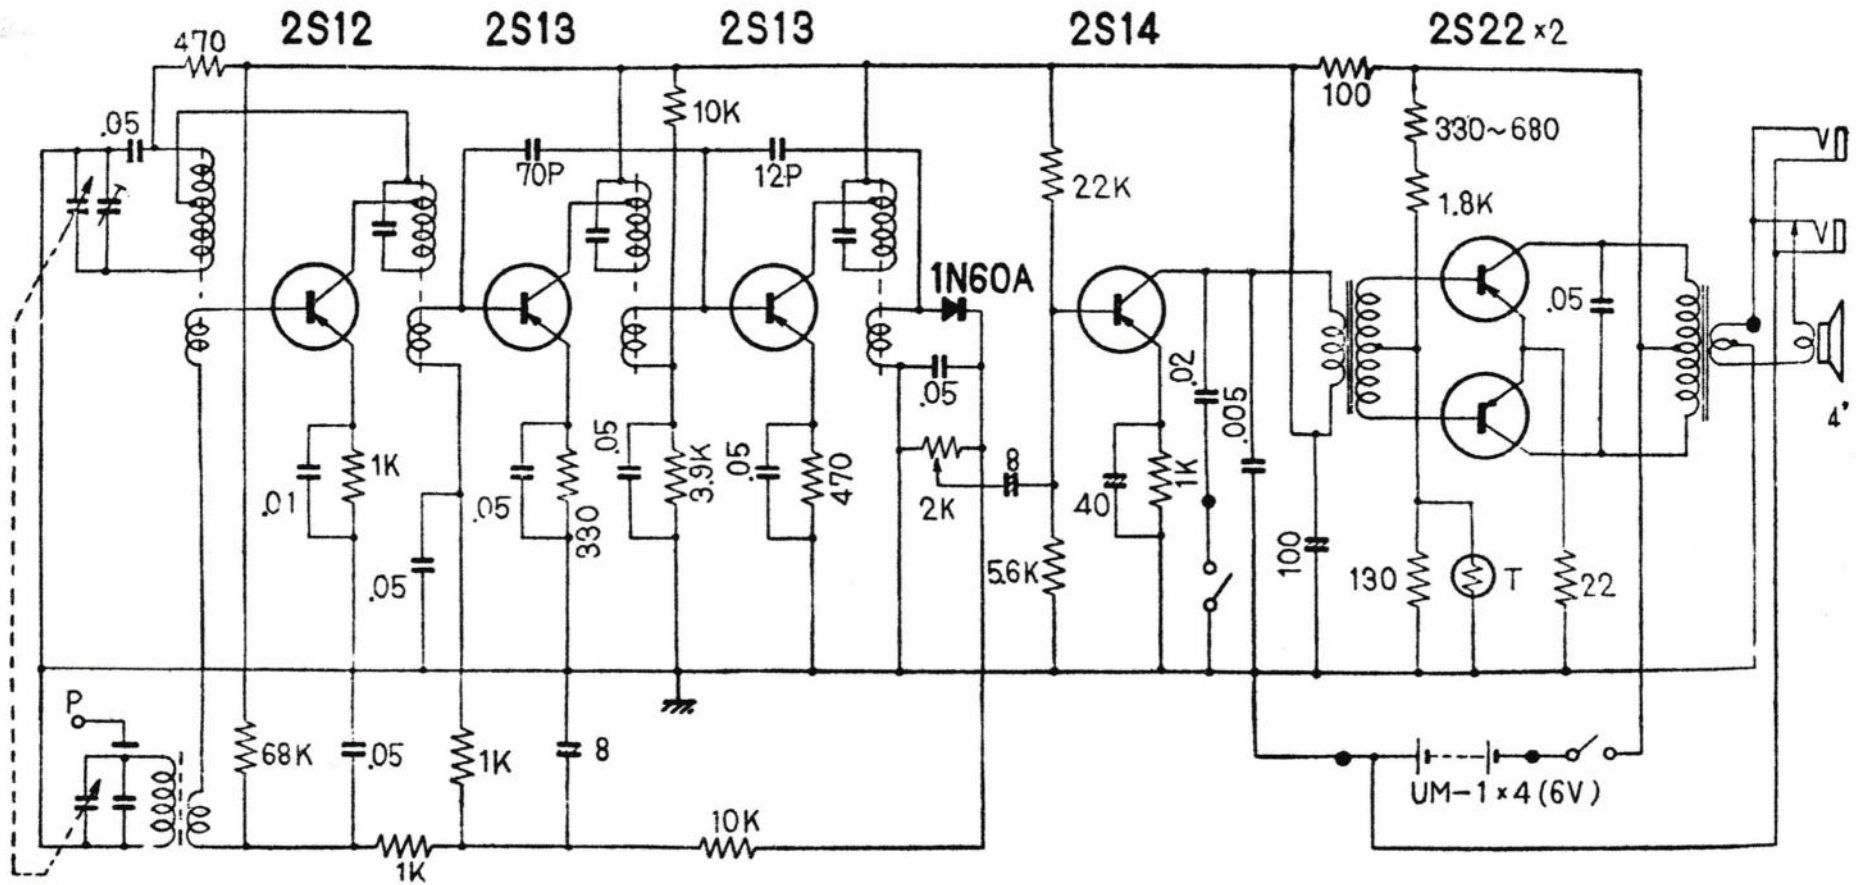 2S12
2S13
2S13
2S14
2S22 ×2
470
.05
10K
100
330~680
70P
12P
22K
1.8K
1N60A
.05
.05
.02
.005
4'
1K
.01
.05
330
.05
3.9K
.05
470
2K
8
40
1K
.05
5.6K
100
130
T
22
P
68K
.05
1K
8
UM-1×4(6V)
10K
1K